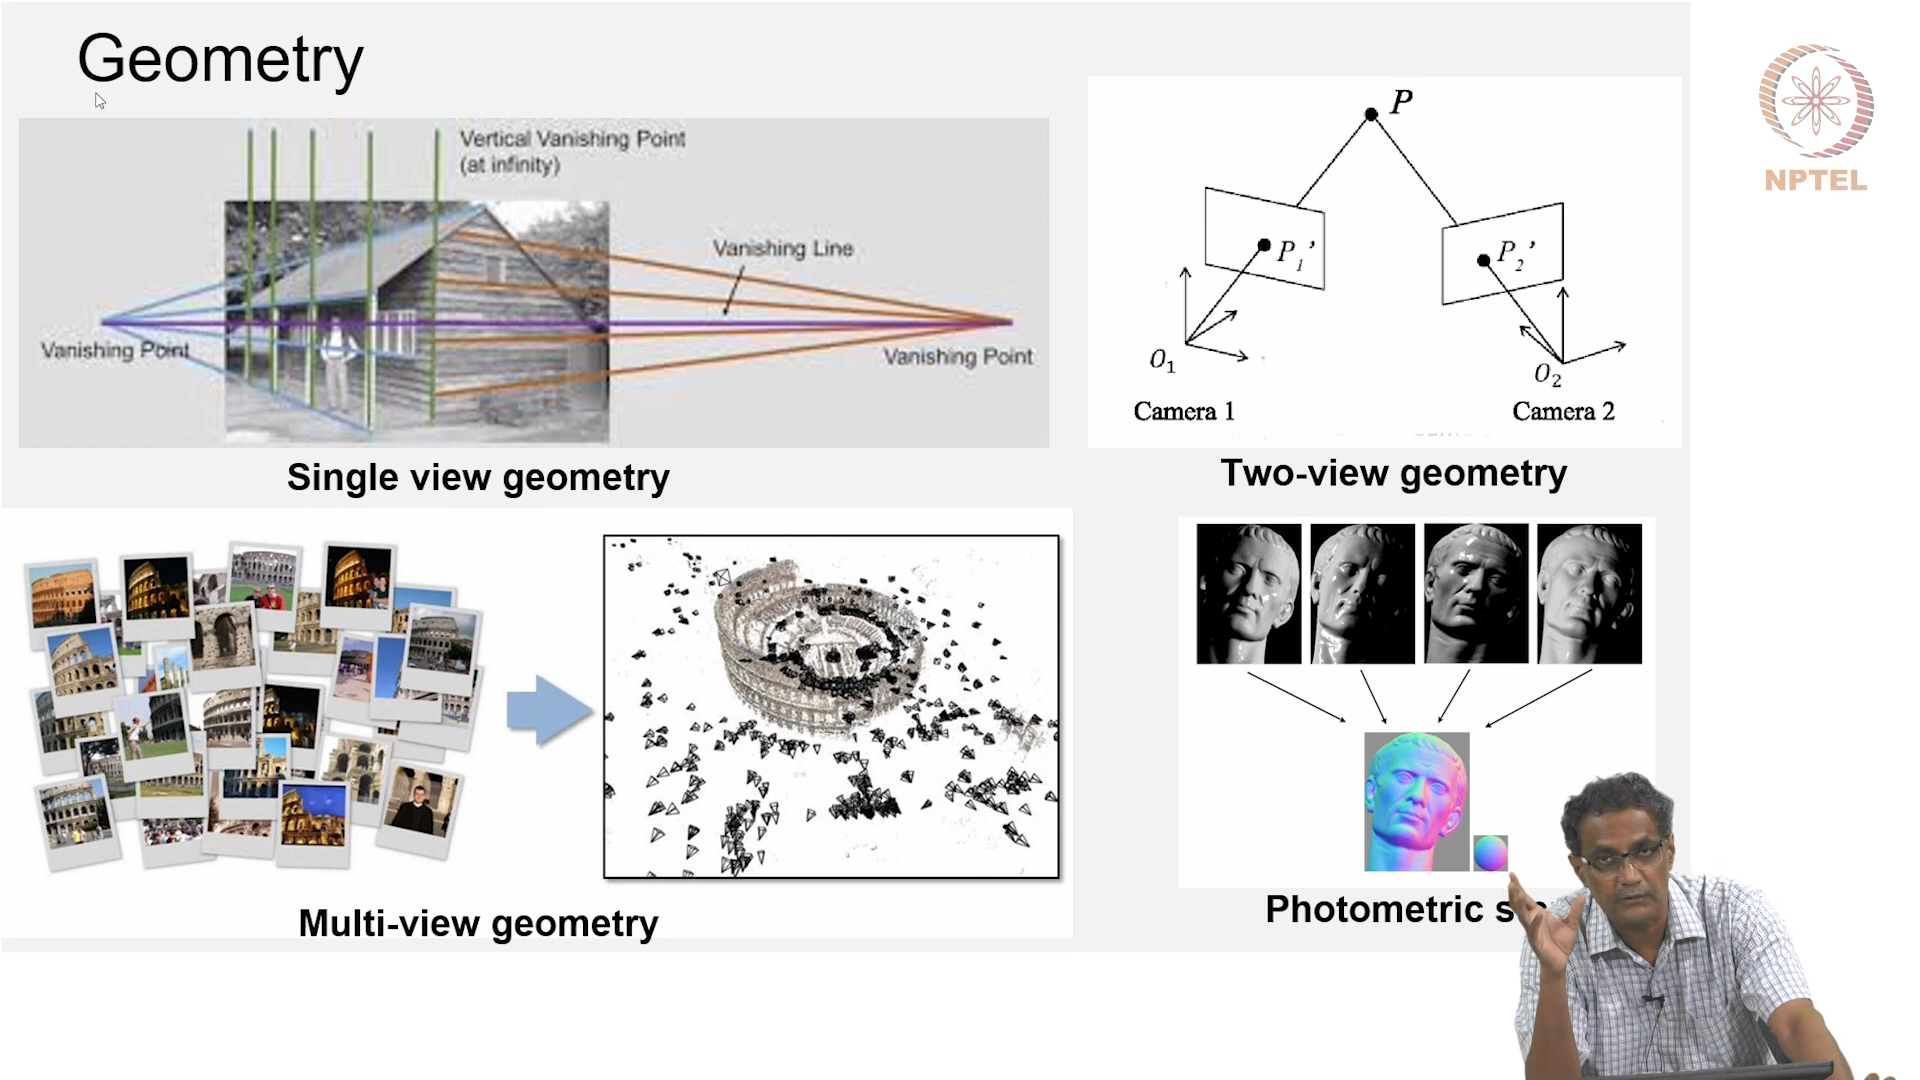 Geometry
Vertical Vanishing Point
(at infinity)
Vanishing Line
Vanishing Point
Vanishing Point
Single view geometry
P
P₁’
P₂’
O₁
O₂
Camera 1
Camera 2
Two-view geometry
NPTEL
Multi-view geometry
Photometric